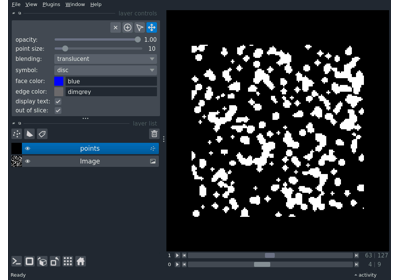 File View Plugins Window Help
layer controls
opacity: 1.00
point size: 10
blending: translucent
symbol: disc
face color: blue
edge color: dimgrey
display text:
out of slice:
layer list
points
Image
1 63 127
0 4 9
Ready activity